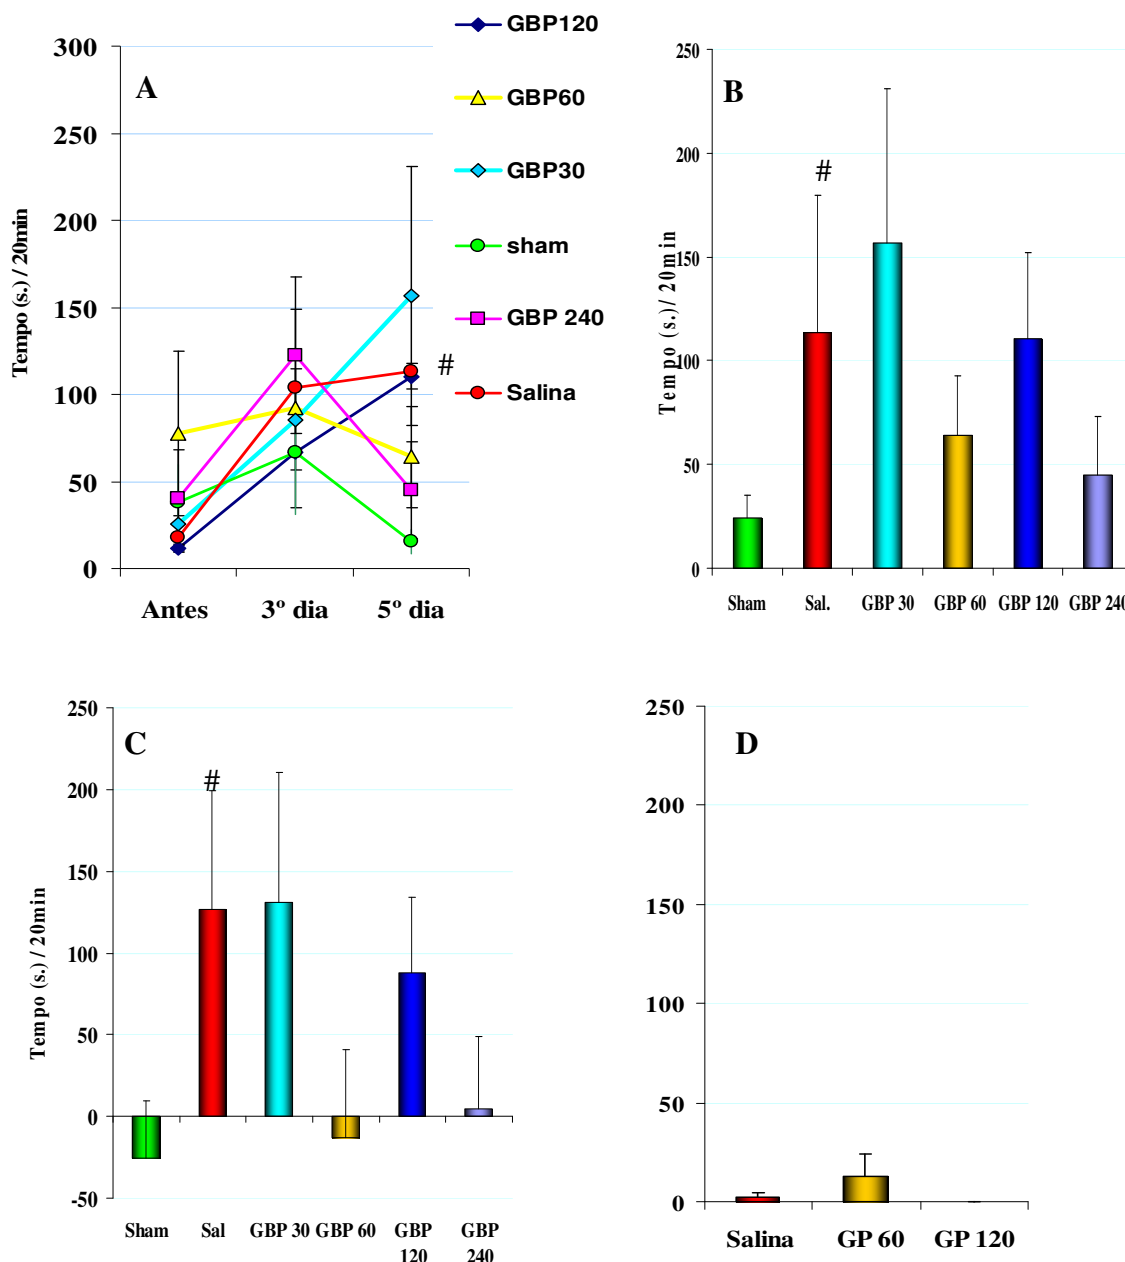 A
Tempo (s.) / 20min
300
250
200
150
100
50
0
Antes 3º dia 5º dia
#
GBP120
GBP60
GBP30
sham
GBP 240
Salina
B
Tempo (s.) / 20min
250
200
150
100
50
0
#
Sham Sal. GBP 30 GBP 60 GBP 120 GBP 240
C
Tempo (s.) / 20min
250
200
150
100
50
0
-50
#
Sham Sal GBP 30 GBP 60 GBP GBP
120 240
D
250
200
150
100
50
0
Salina GP 60 GP 120